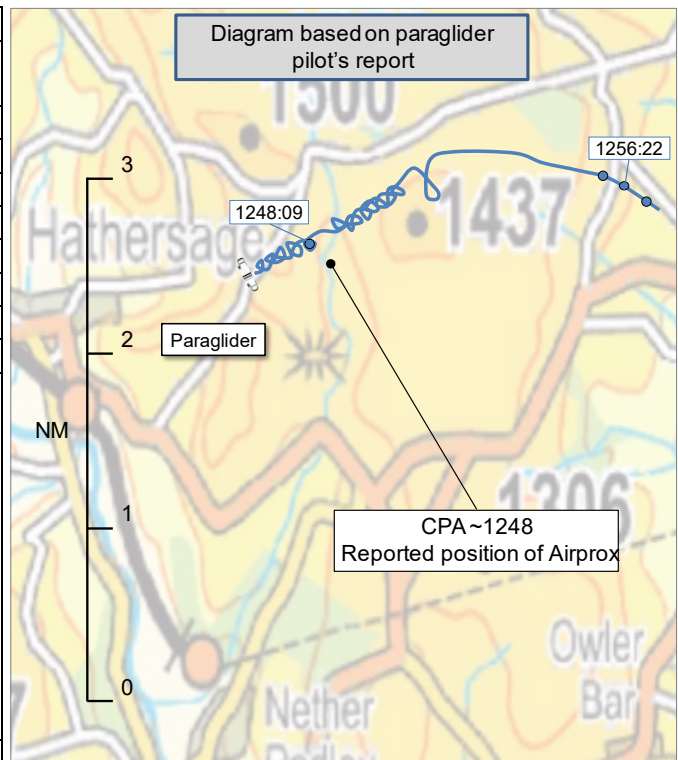 Diagram based on paraglider
pilot's report
1500
3
1256:22
1248:09
Hathersage
1437
Paraglider
2
NM
1
1306
CPA ~1248
Reported position of Airprox
Owler
Bar
0
Nether
Padley